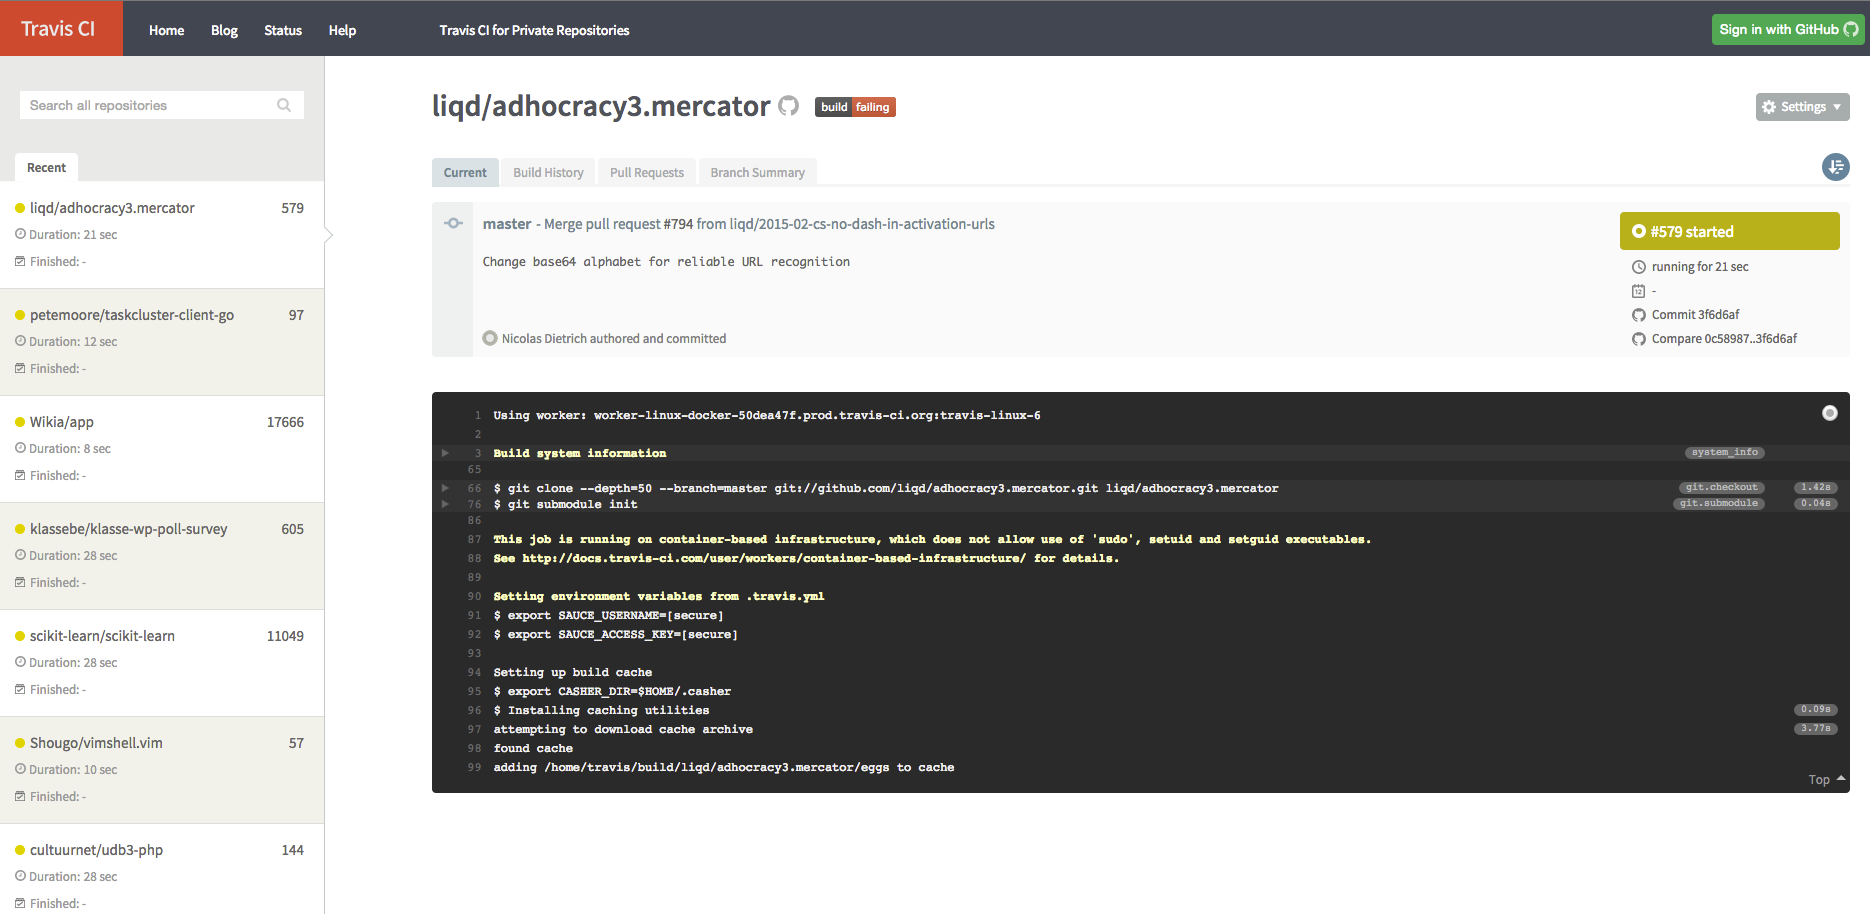 Travis CI
Home Blog Status Help Travis CI for Private Repositories
Sign in with GitHub
Search all repositories
Recent
liqd/adhocracy3.mercator 579
Duration: 21 sec
Finished: -
petemoore/taskcluster-client-go 97
Duration: 12 sec
Finished: -
Wikia/app 17666
Duration: 8 sec
Finished: -
klassebe/klasse-wp-poll-survey 605
Duration: 28 sec
Finished: -
scikit-learn/scikit-learn 11049
Duration: 28 sec
Finished: -
Shougo/vimshell.vim 57
Duration: 10 sec
Finished: -
cultuurnet/udb3-php 144
Duration: 28 sec
Finished: -
liqd/adhocracy3.mercator build failing
Settings
Current Build History Pull Requests Branch Summary
master - Merge pull request #794 from liqd/2015-02-cs-no-dash-in-activation-urls
Change base64 alphabet for reliable URL recognition
Nicolas Dietrich authored and committed
#579 started
running for 21 sec
12 -
Commit 3f6d6af
Compare 0c58987..3f6d6af
1 Using worker: worker-linux-docker-50dea47f.prod.travis-ci.org:travis-linux-6
2
3 Build system information system_info
65
66 $ git clone --depth=50 --branch=master git://github.com/liqd/adhocracy3.mercator.git liqd/adhocracy3.mercator git.checkout 1.42s
76 $ git submodule init git.submodule 0.04s
86
87 This job is running on container-based infrastructure, which does not allow use of 'sudo', setuid and setguid executables.
88 See http://docs.travis-ci.com/user/workers/container-based-infrastructure/ for details.
89
90 Setting environment variables from .travis.yml
91 $ export SAUCE_USERNAME=[secure]
92 $ export SAUCE_ACCESS_KEY=[secure]
93
94 Setting up build cache
95 $ export CASHER_DIR=$HOME/.casher
96 $ Installing caching utilities 0.09s
97 attempting to download cache archive 3.77s
98 found cache
99 adding /home/travis/build/liqd/adhocracy3.mercator/eggs to cache
Top